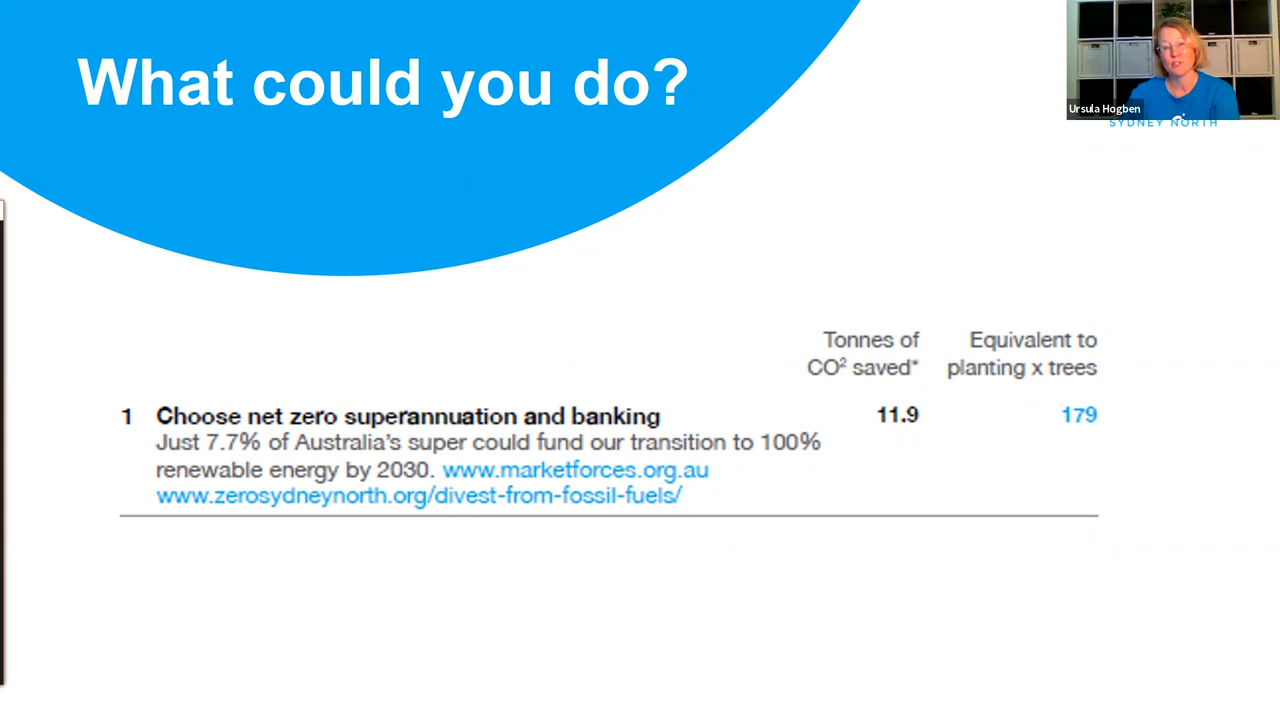 What could you do?
Ursula Hogben
SYDNEY NORTH
Tonnes of Equivalent to
CO² saved* planting x trees
1 Choose net zero superannuation and banking 11.9 179
Just 7.7% of Australia's super could fund our transition to 100%
renewable energy by 2030. www.marketforces.org.au
www.zerosydneynorth.org/divest-from-fossil-fuels/